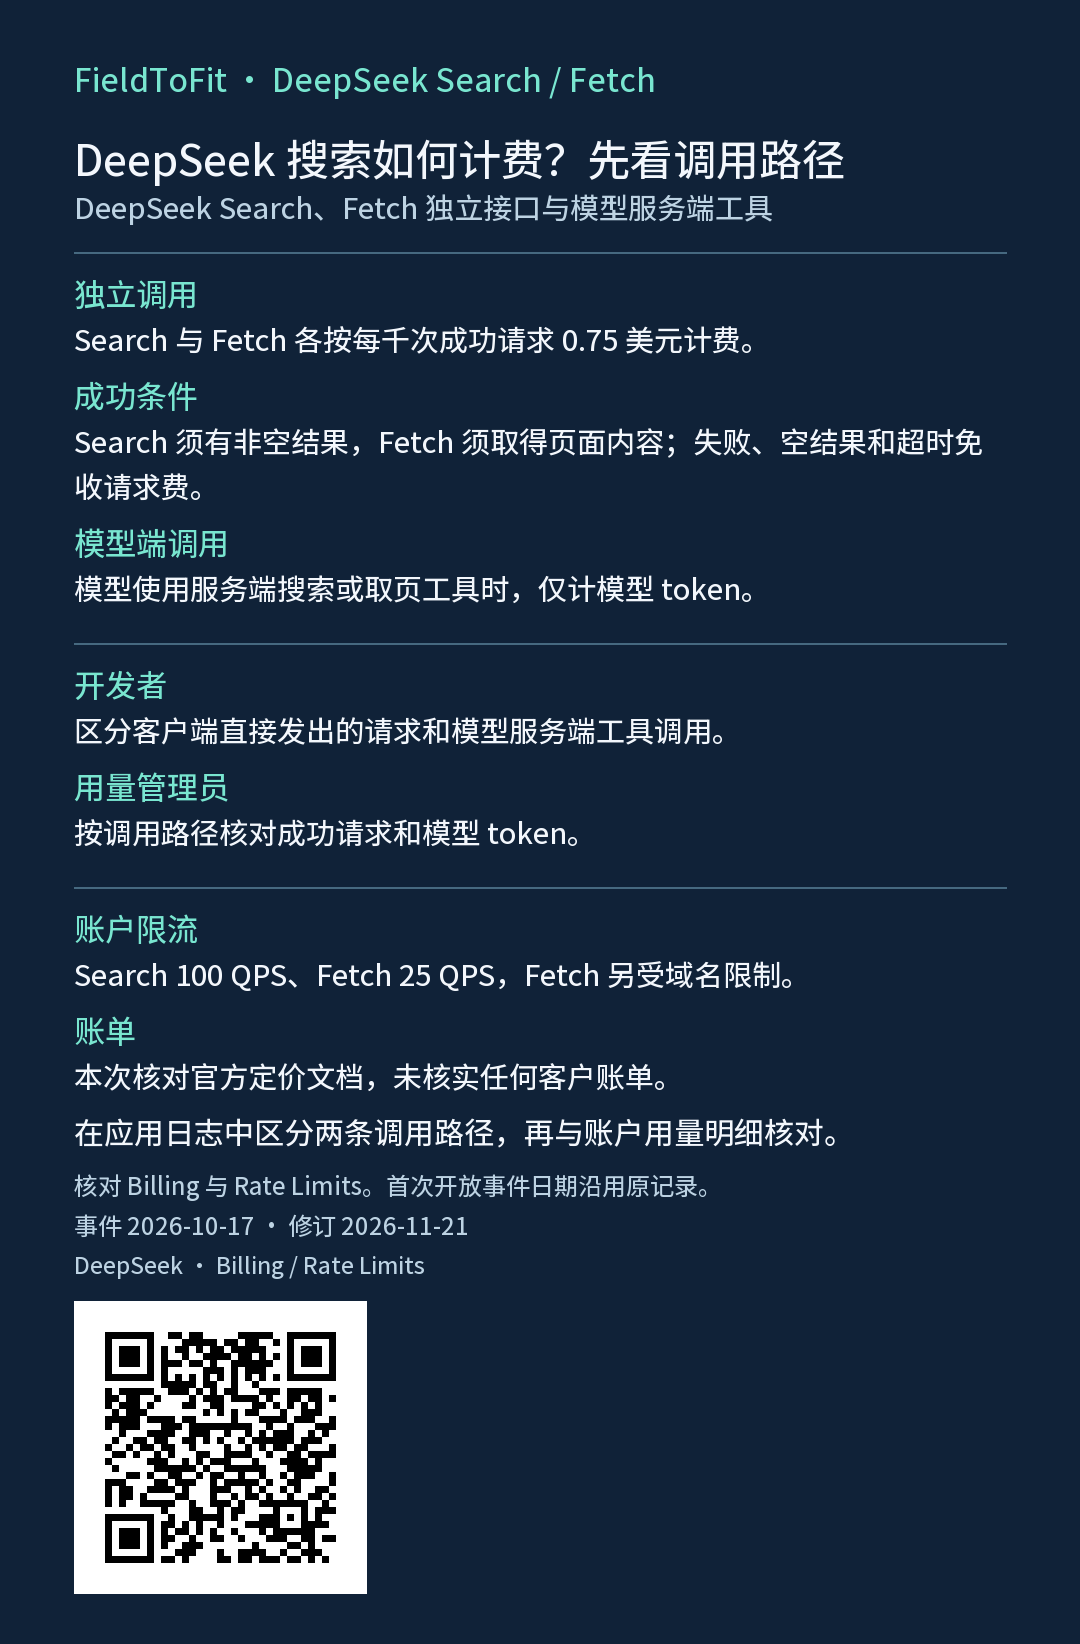 FieldToFit · DeepSeek Search / Fetch
DeepSeek 搜索如何计费？先看调用路径
DeepSeek Search、Fetch 独立接口与模型服务端工具
独立调用
Search 与 Fetch 各按每千次成功请求 0.75 美元计费。
成功条件
Search 须有非空结果，Fetch 须取得页面内容；失败、空结果和超时免
收请求费。
模型端调用
模型使用服务端搜索或取页工具时，仅计模型 token。
开发者
区分客户端直接发出的请求和模型服务端工具调用。
用量管理员
按调用路径核对成功请求和模型 token。
账户限流
Search 100 QPS、Fetch 25 QPS，Fetch 另受域名限制。
账单
本次核对官方定价文档，未核实任何客户账单。
在应用日志中区分两条调用路径，再与账户用量明细核对。
核对 Billing 与 Rate Limits。首次开放事件日期沿用原记录。
事件 2026-10-17 · 修订 2026-11-21
DeepSeek · Billing / Rate Limits